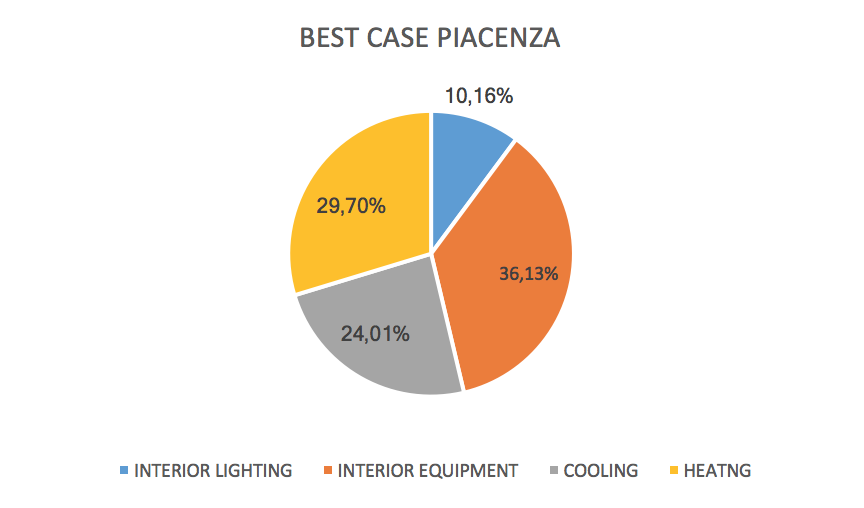 BEST CASE PIACENZA
10,16%
29,70%
36,13%
24,01%
INTERIOR LIGHTING INTERIOR EQUIPMENT COOLING HEATNG